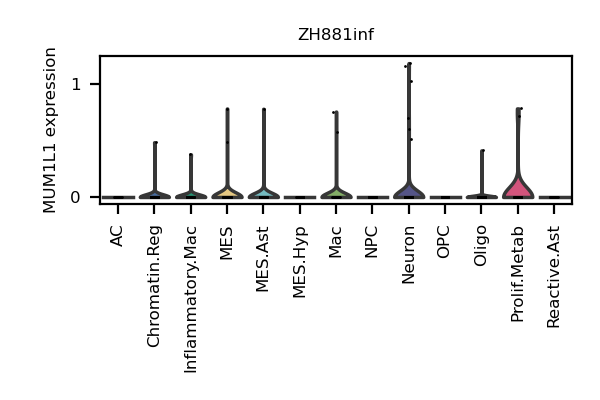 ZH881inf
MUM1L1 expression
1
0
AC
Chromatin.Reg
Inflammatory.Mac
MES
MES.Ast
MES.Hyp
Mac
NPC
Neuron
OPC
Oligo
Prolif.Metab
Reactive.Ast